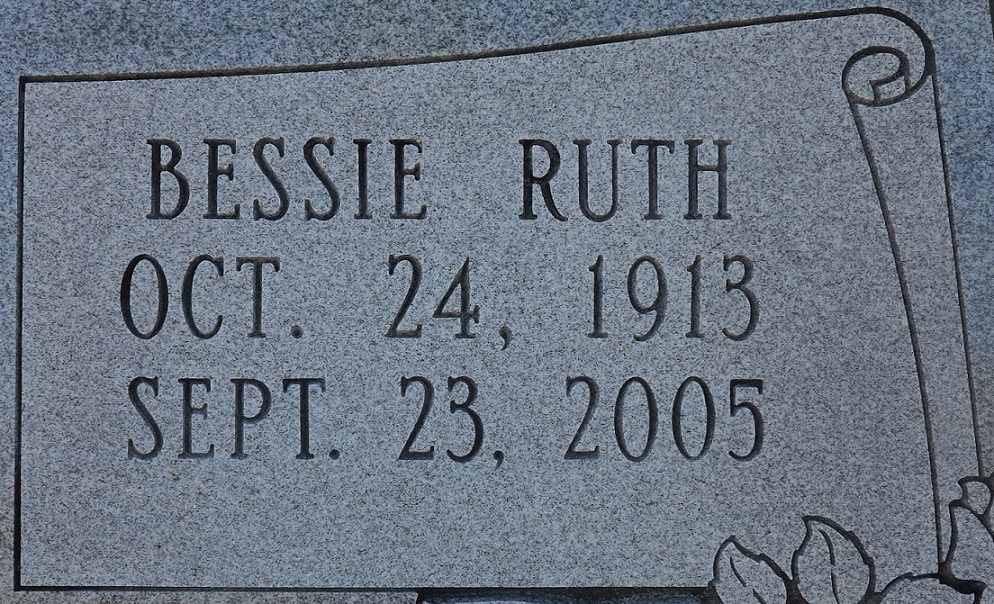 BESSIE RUTH
OCT. 24, 1913
SEPT. 23, 2005